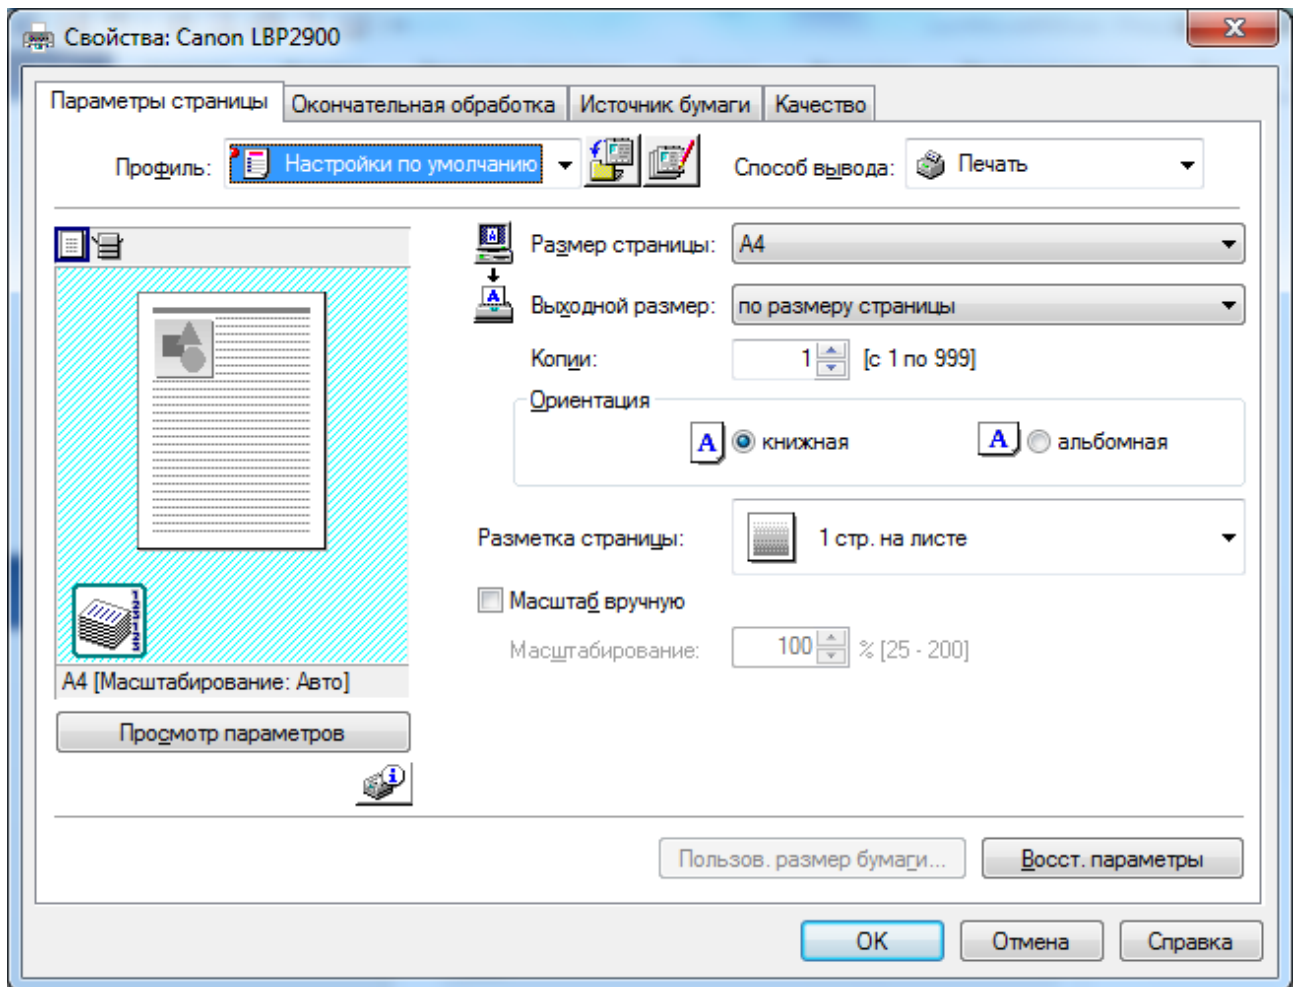 Свойства: Canon LBP2900
Параметры страницы Окончательная обработка Источник бумаги Качество
Профиль: Настройки по умолчанию Способ вывода: Печать
Размер страницы: A4
Выходной размер: по размеру страницы
Копии: 1 [с 1 по 999]
Ориентация
A книжная A альбомная
Разметка страницы: 1 стр. на листе
Масштаб вручную
Масштабирование: 100 % [25 - 200]
A4 [Масштабирование: Авто]
Просмотр параметров
Пользов. размер бумаги... Восст. параметры
OK Отмена Справка